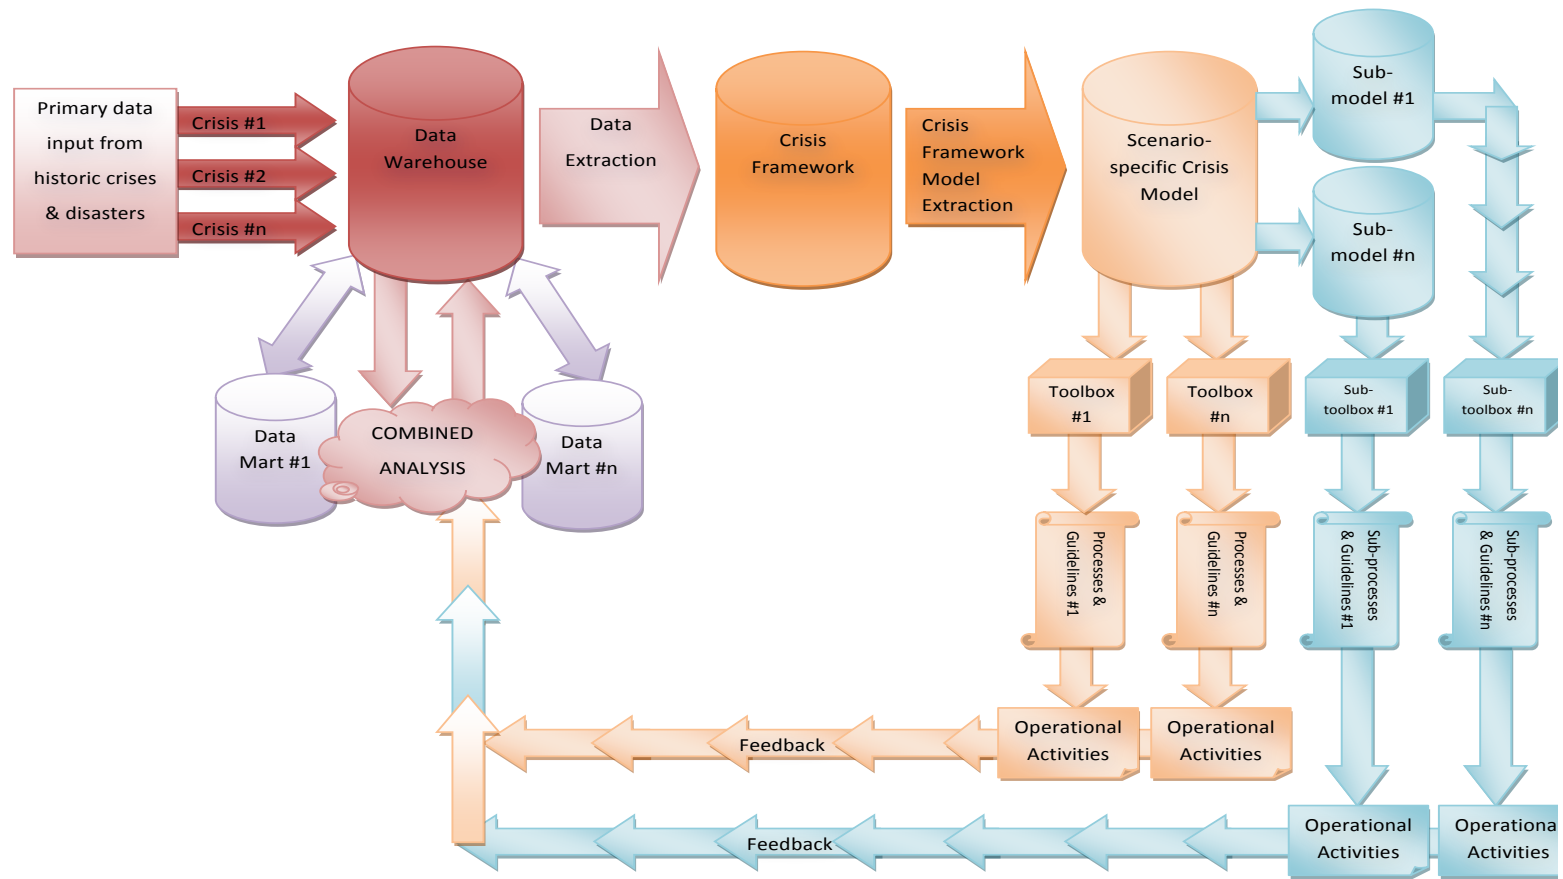 Primary data
input from
historic crises
& disasters
Crisis #1
Crisis #2
Crisis #n
Data
Warehouse
Data
Extraction
Crisis
Framework
Crisis
Framework
Model
Extraction
Scenario-
specific Crisis
Model
Sub-
model #1
Sub-
model #n
Data
Mart #1
COMBINED
ANALYSIS
Data
Mart #n
Toolbox
#1
Toolbox
#n
Sub-
toolbox #1
Sub-
toolbox #n
Processes &
Guidelines #1
Processes &
Guidelines #n
Sub-processes
& Guidelines #1
Sub-processes
& Guidelines #n
Feedback
Operational
Activities
Operational
Activities
Feedback
Operational
Activities
Operationa
Activities